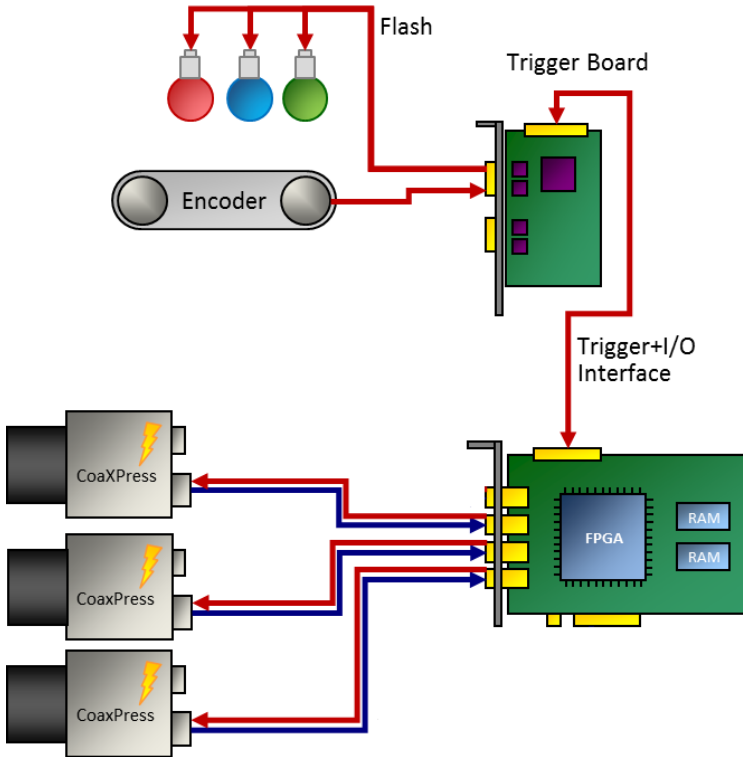 Flash
Trigger Board
Encoder
Trigger+I/O
Interface
CoaXPress
FPGA
RAM
RAM
CoaxPress
CoaxPress